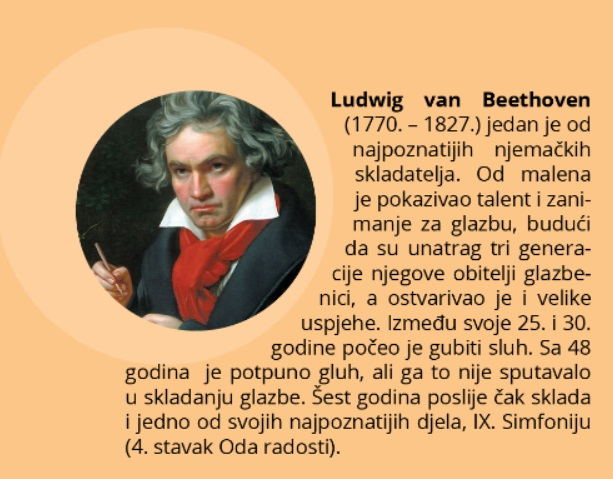 Ludwig van Beethoven
(1770. – 1827.) jedan je od
najpoznatijih njemačkih
skladatelja. Od malena
je pokazivao talent i zani-
manje za glazbu, budući
da su unatrag tri genera-
cije njegove obitelji glazbe-
nici, a ostvarivao je i velike
uspjehe. Između svoje 25. i 30.
godine počeo je gubiti sluh. Sa 48
godina je potpuno gluh, ali ga to nije sputavalo
u skladanju glazbe. Šest godina poslije čak sklada
i jedno od svojih najpoznatijih djela, IX. Simfoniju
(4. stavak Oda radosti).